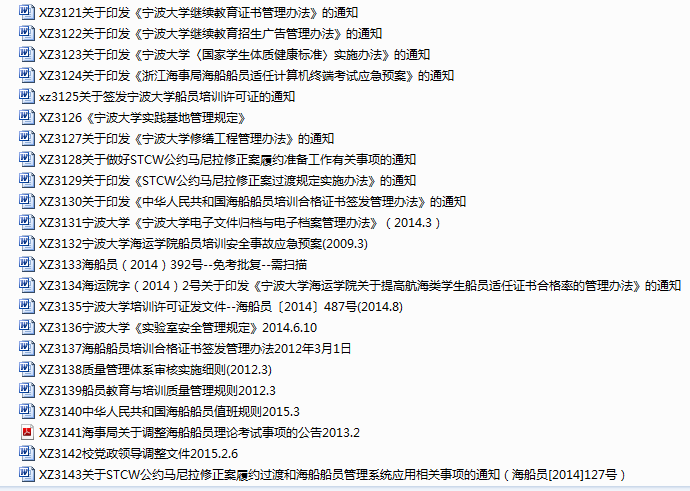 XZ3121关于印发《宁波大学继续教育证书管理办法》的通知
XZ3122关于印发《宁波大学继续教育招生广告管理办法》的通知
XZ3123关于印发《宁波大学〈国家学生体质健康标准〉实施办法》的通知
XZ3124关于印发《浙江海事局海船船员适任计算机终端考试应急预案》的通知
xz3125关于签发宁波大学船员培训许可证的通知
XZ3126《宁波大学实践基地管理规定》
XZ3127关于印发《宁波大学修缮工程管理办法》的通知
XZ3128关于做好STCW公约马尼拉修正案履约准备工作有关事项的通知
XZ3129关于印发《STCW公约马尼拉修正案过渡规定实施办法》的通知
XZ3130关于印发《中华人民共和国海船船员培训合格证书签发管理办法》的通知
XZ3131宁波大学《宁波大学电子文件归档与电子档案管理办法》（2014.3）
XZ3132宁波大学海运学院船员培训安全事故应急预案(2009.3)
XZ3133海船员（2014）392号--免考批复--需扫描
XZ3134海运院字（2014）2号关于印发《宁波大学海运学院关于提高航海类学生船员适任证书合格率的管理办法》的通知
XZ3135宁波大学培训许可证发文件--海船员〔2014〕487号(2014.8)
XZ3136宁波大学《实验室安全管理规定》2014.6.10
XZ3137海船船员培训合格证书签发管理办法2012年3月1日
XZ3138质量管理体系审核实施细则(2012.3)
XZ3139船员教育与培训质量管理规则2012.3
XZ3140中华人民共和国海船船员值班规则2015.3
XZ3141海事局关于调整海船船员理论考试事项的公告2013.2
XZ3142校党政领导调整文件2015.2.6
XZ3143关于STCW公约马尼拉修正案履约过渡和海船船员管理系统应用相关事项的通知（海船员[2014]127号）